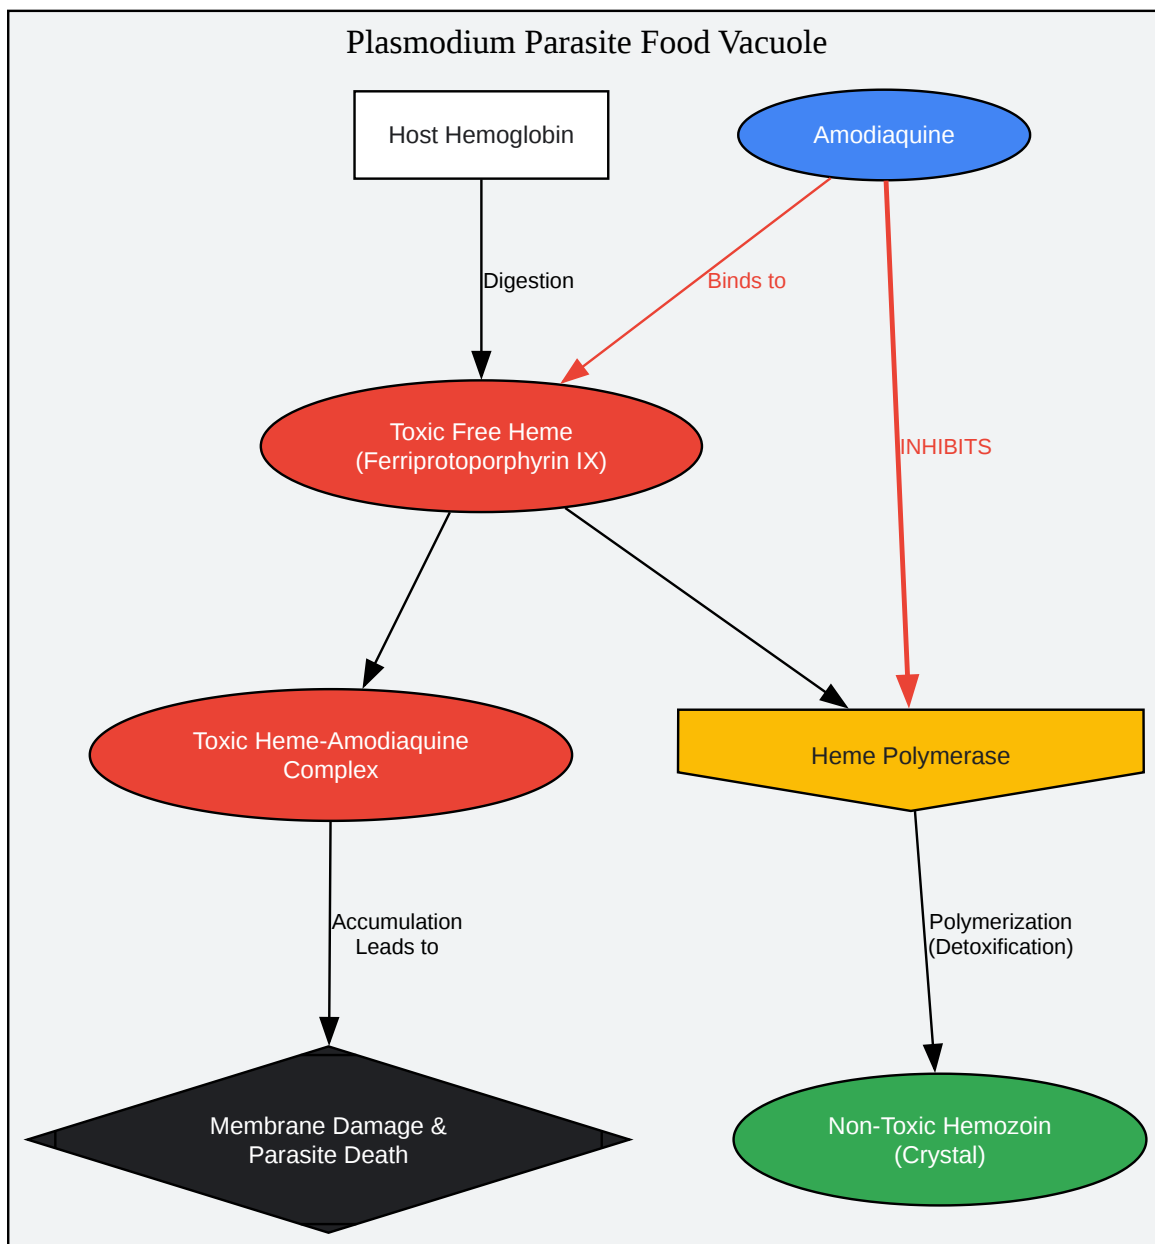 Plasmodium Parasite Food Vacuole
Host Hemoglobin
Amodiaquine
Digestion
Binds to
Toxic Free Heme
(Ferriprotoporphyrin IX)
INHIBITS
Toxic Heme-Amodiaquine
Complex
Heme Polymerase
Accumulation
Leads to
Polymerization
(Detoxification)
Membrane Damage &
Parasite Death
Non-Toxic Hemozoin
(Crystal)